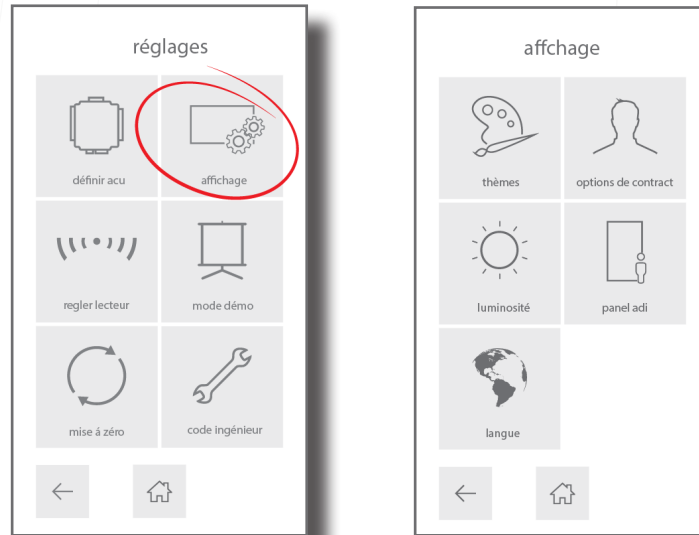 réglages
définir acu
affichage
regler lecteur
mode démo
mise á zéro
code ingénieur
affchage
thèmes
options de contract
luminosité
panel adi
langue